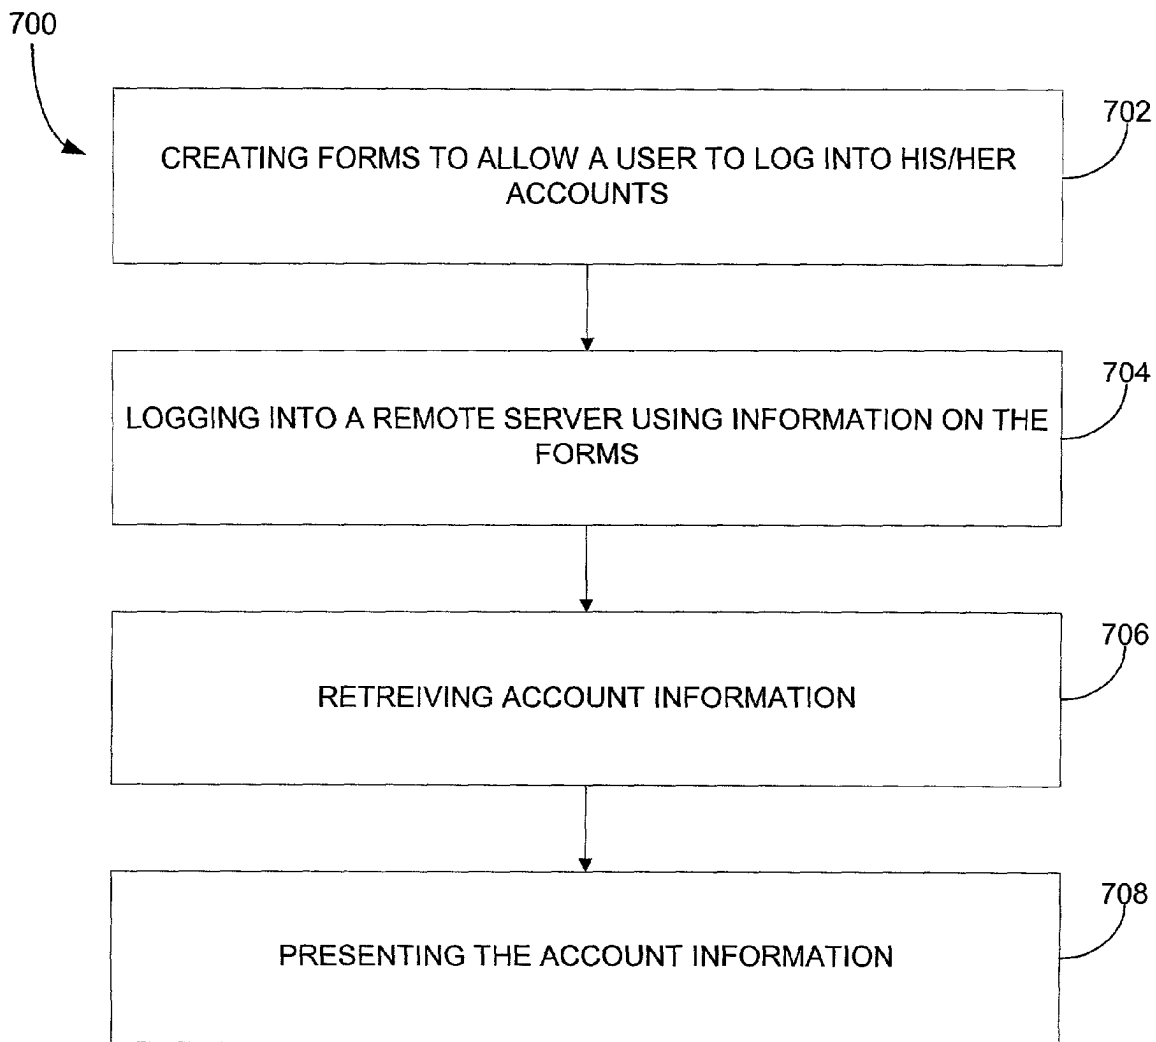 700
702
CREATING FORMS TO ALLOW A USER TO LOG INTO HIS/HER
ACCOUNTS
704
LOGGING INTO A REMOTE SERVER USING INFORMATION ON THE
FORMS
706
RETREIVING ACCOUNT INFORMATION
708
PRESENTING THE ACCOUNT INFORMATION